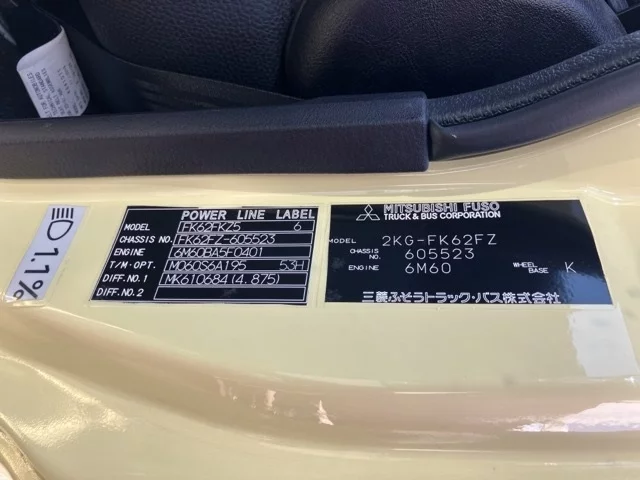 1.1%
POWER LINE LABEL
MODEL FK62FKZ5 6
CHASSIS NO. FK62FZ-605523
ENGINE 6M60BA5F0401
T/M・OPT. M060S6A195 53H
DIFF.NO.1 MK610684(4.875)
DIFF.NO.2
MITSUBISHI FUSO
TRUCK & BUS CORPORATION
MODEL 2KG-FK62FZ
CHASSIS NO. 605523
ENGINE 6M60 WHEEL BASE K
三菱ふそうトラック・バス株式会社